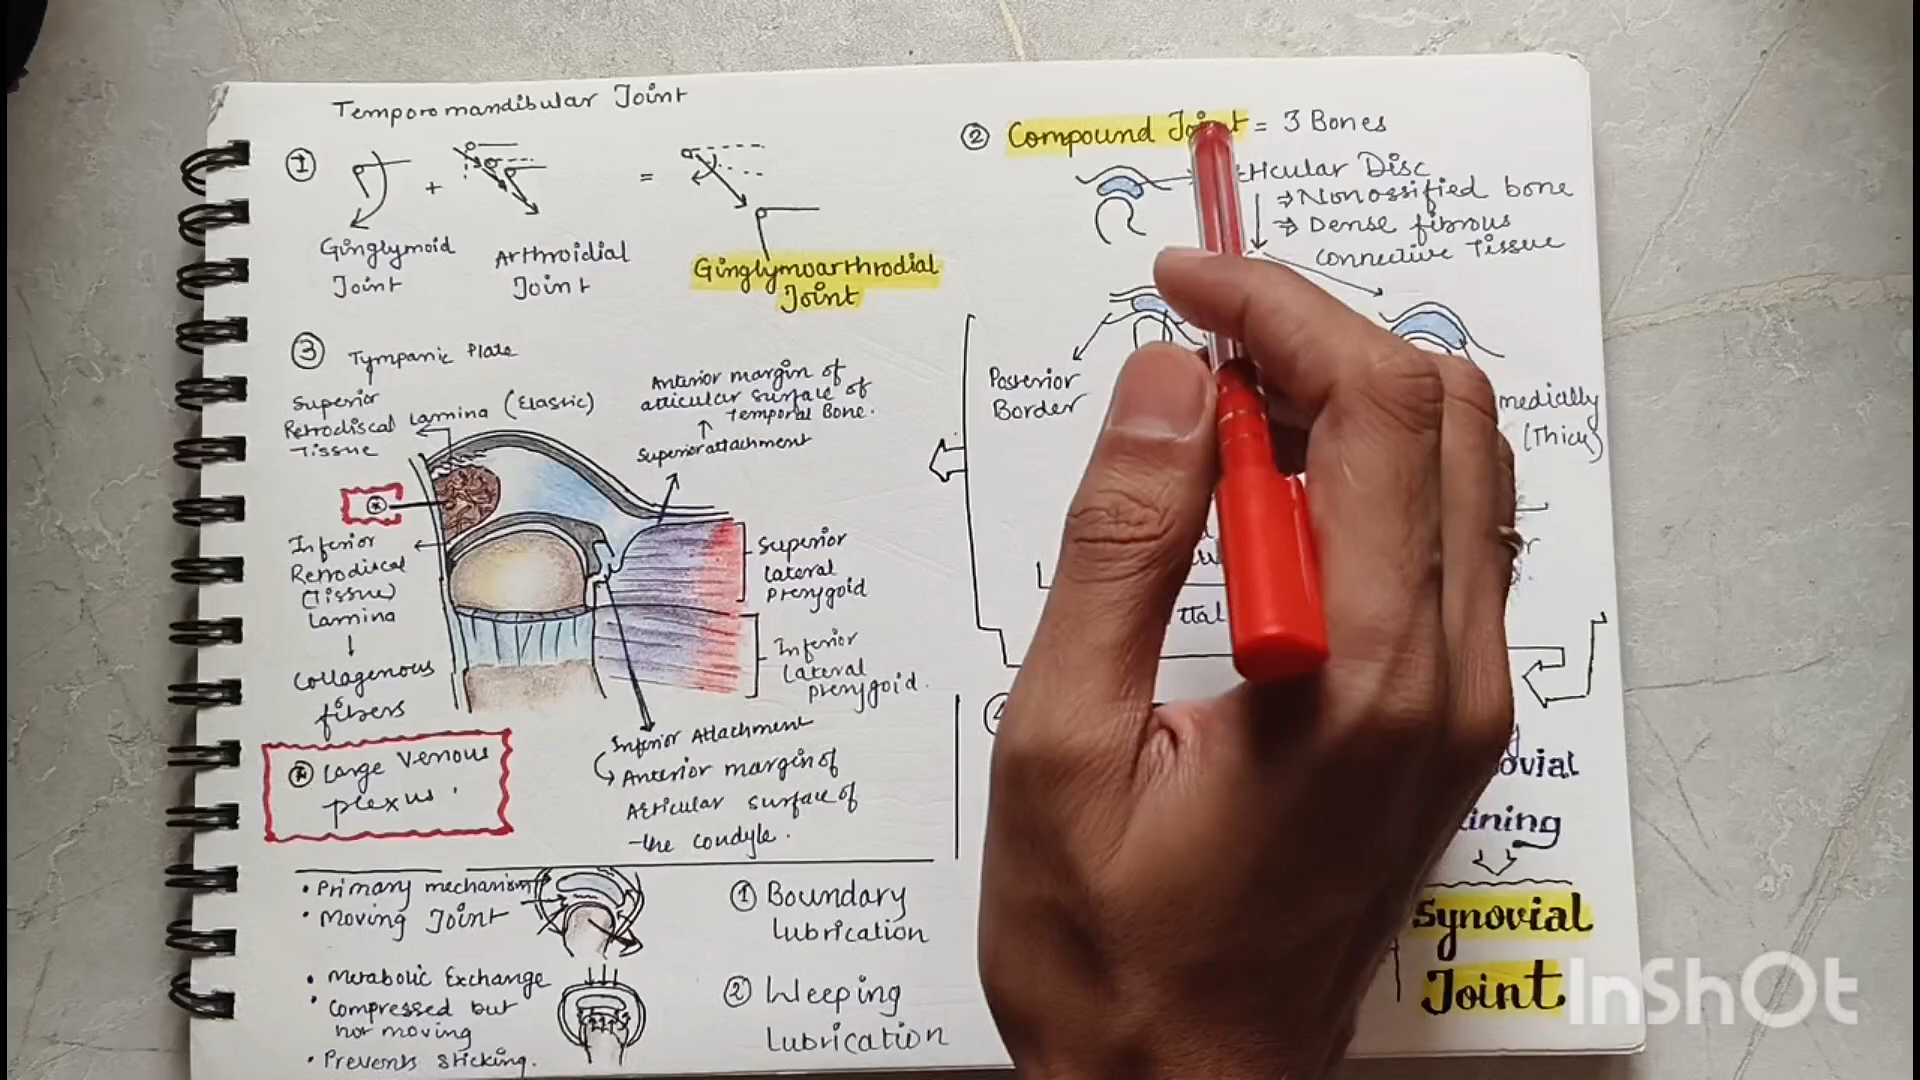 Temporomandibular Joint
①
+
=
Ginglymoid
Joint
Arthroidial
Joint
Ginglymoarthrodial
Joint
② Compound Joint = 3 Bones
Disc
⇒ Nonossified bone
⇒ Dense fibrous
connective Tissue
Posterior
Border
medially
(Thick)
③ Tympanic Plate
Superior
Retrodiscal Lamina (Elastic)
Tissue
Anterior margin of
articular surface of
Temporal Bone.
Superior attachment
Inferior
Retrodiscal
(Tissue)
Lamina
Collagenous
fibers
Superior
lateral
pterygoid
Inferior
Lateral
pterygoid.
Large Venous
plexus.
Inferior Attachment
Anterior margin of
Articular surface of
the condyle.
Lining
Synovial
Joint
• Primary mechanism
• Moving Joint
① Boundary
lubrication
• Metabolic Exchange
• Compressed but
not moving
• Prevents sticking.
② Weeping
lubrication
InShOt